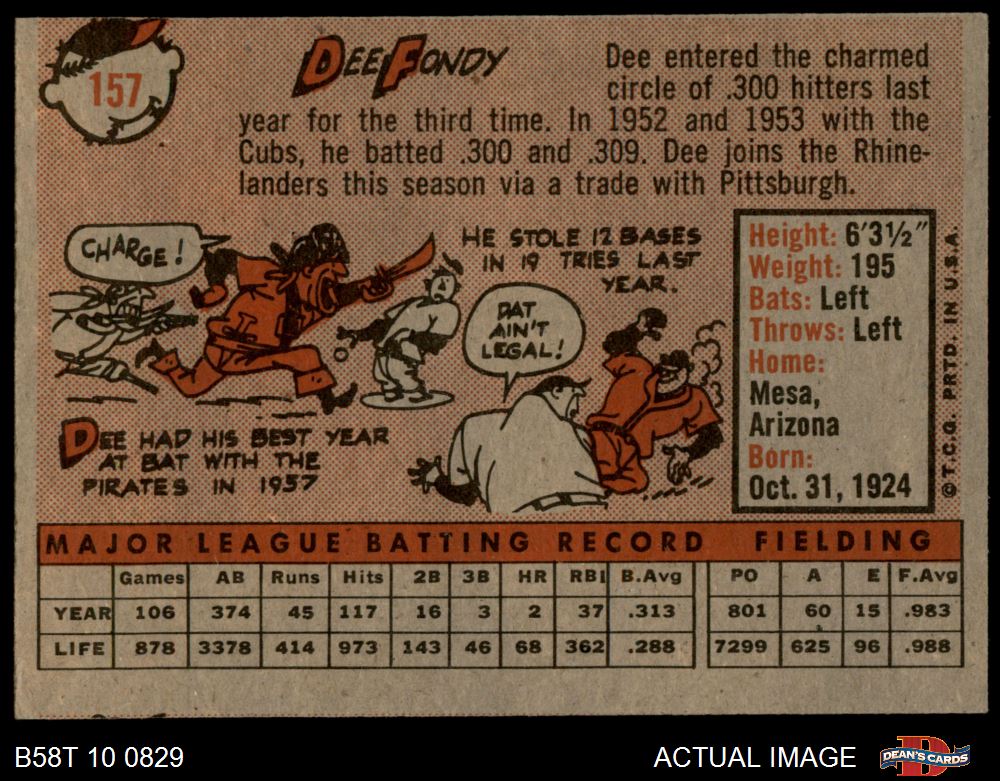 157
DEE FONDY
Dee entered the charmed
circle of .300 hitters last
year for the third time. In 1952 and 1953 with the
Cubs, he batted .300 and .309. Dee joins the Rhine-
landers this season via a trade with Pittsburgh.
CHARGE!
HE STOLE 12 BASES
IN 19 TRIES LAST
YEAR.
DAT
AIN'T
LEGAL!
DEE HAD HIS BEST YEAR
AT BAT WITH THE
PIRATES IN 1957
Height: 6'3½"
Weight: 195
Bats: Left
Throws: Left
Home:
Mesa,
Arizona
Born:
Oct. 31, 1924
© T.C.G. PRTD. IN U.S.A.
MAJOR LEAGUE BATTING RECORD FIELDING
Games AB Runs Hits 2B 3B HR RBI B.Avg PO A E F.Avg
YEAR 106 374 45 117 16 3 2 37 .313 801 60 15 .983
LIFE 878 3378 414 973 143 46 68 362 .288 7299 625 96 .988
B58T 10 0829
ACTUAL IMAGE
D
DEAN'S CARDS